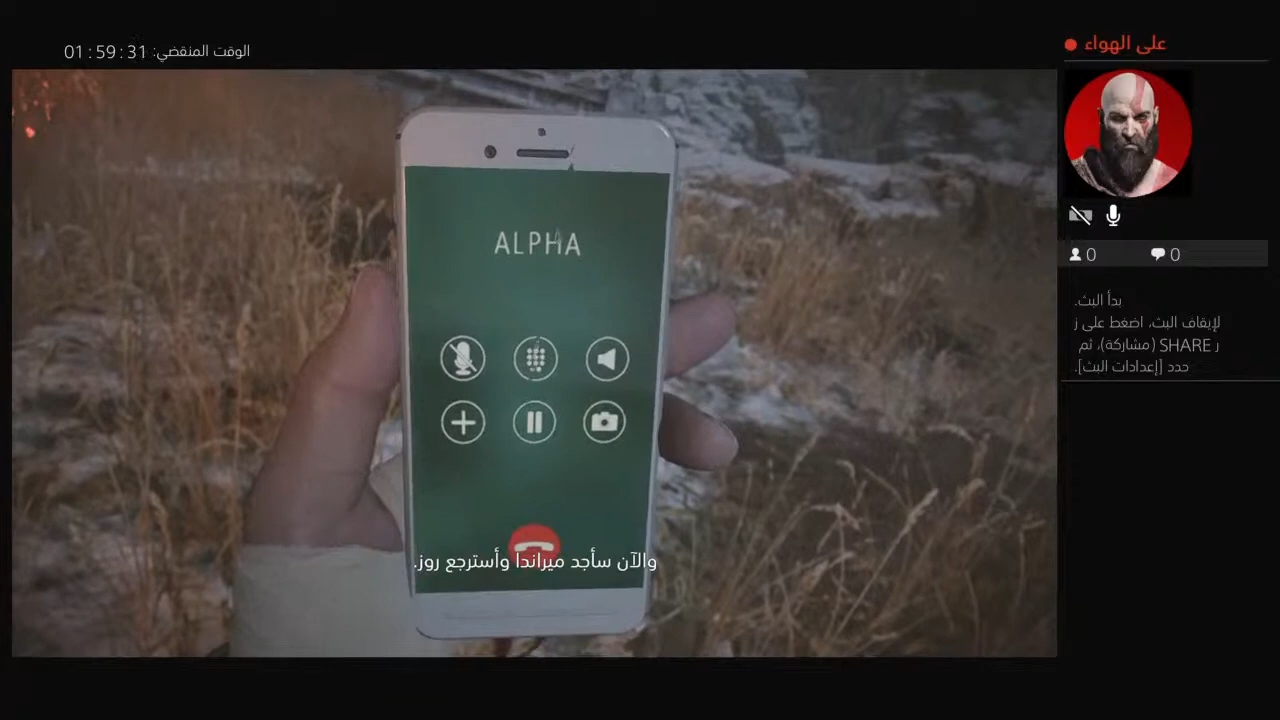 الوقت المنقضي: 01:59:31
على الهواء
ALPHA
والآن سأجد ميراندا وأسترجع روز.
0
0
بدأ البث.
لإيقاف البث، اضغط على ز
ر SHARE (مشاركة)، ثم
حدد [إعدادات البث].